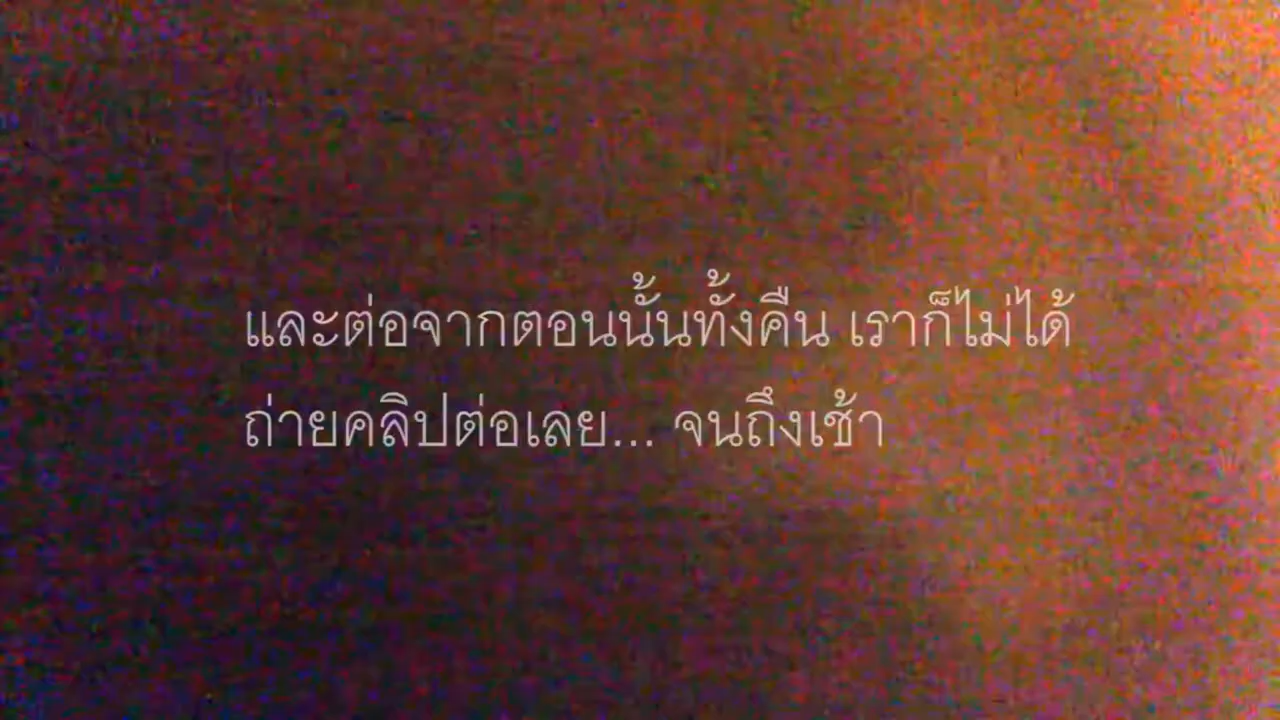 และต่อจากตอนนั้นทั้งคืน เราก็ไม่ได้
ถ่ายคลิปต่อเลย... จนถึงเช้า